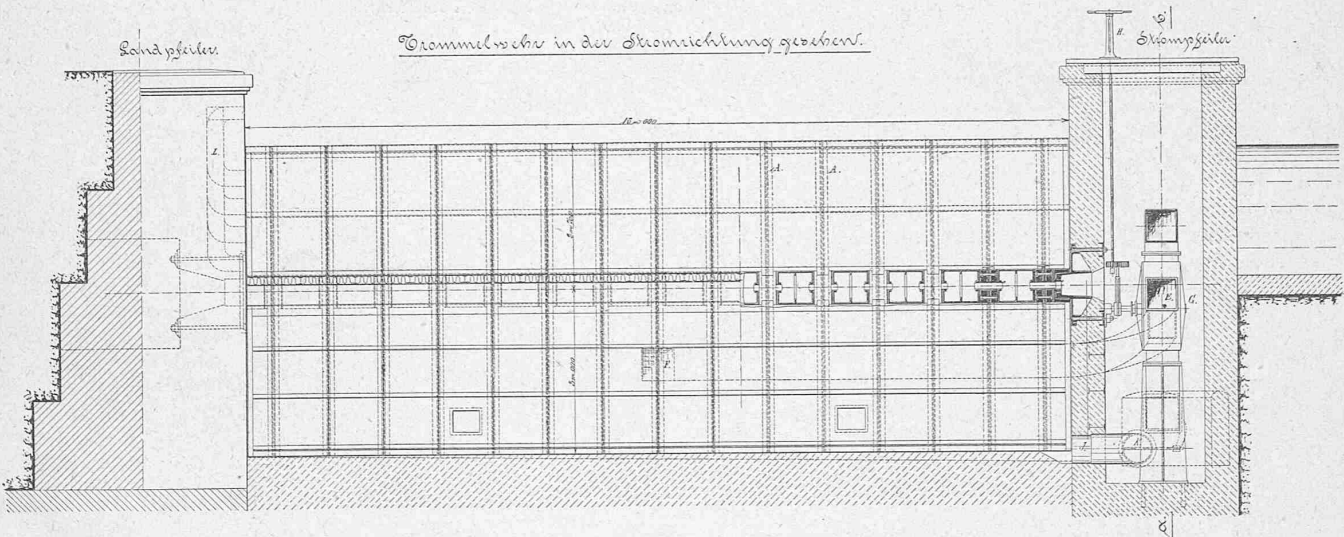 Landpfeiler.
Trommelwehr in der Stromrichtung gesehen.
H.
Strompfeiler
I.
A.
A.
F.
E.
G.
J.